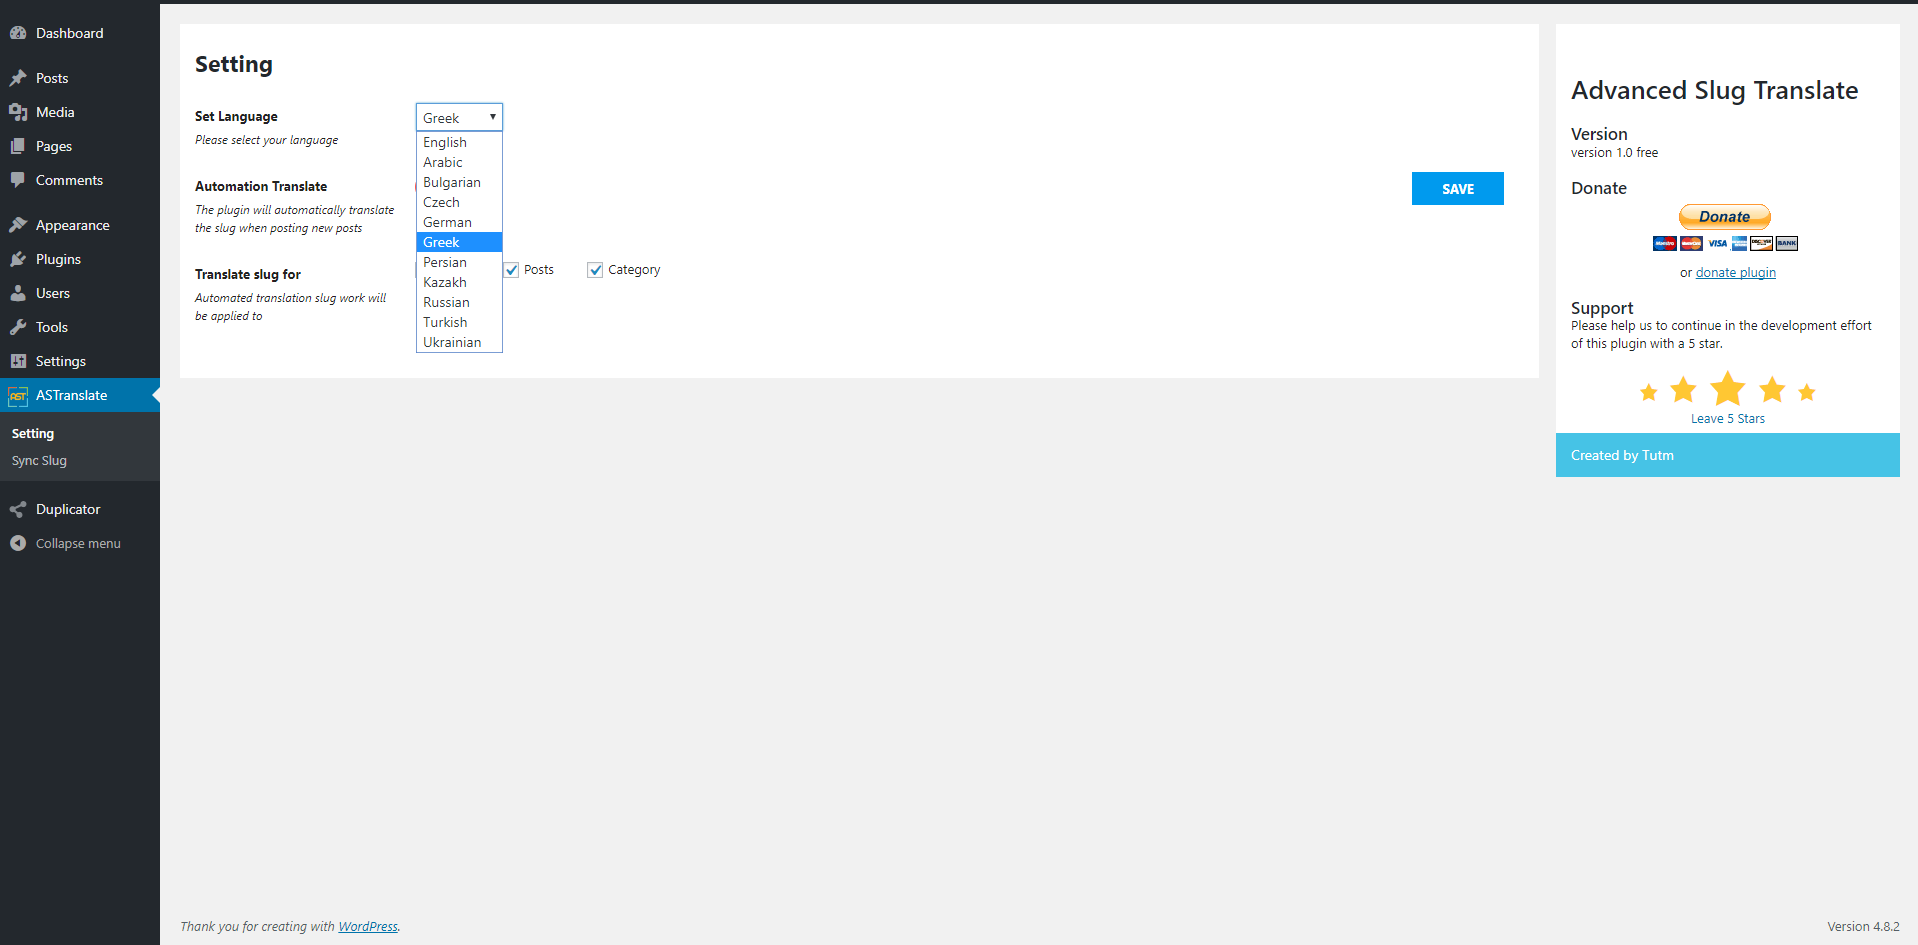 Dashboard
Posts
Media
Pages
Comments
Appearance
Plugins
Users
Tools
Settings
AST
ASTranslate
Setting
Sync Slug
Duplicator
Collapse menu
Setting
Set Language
Please select your language
Greek
English
Arabic
Bulgarian
Czech
German
Greek
Persian
Kazakh
Russian
Turkish
Ukrainian
Automation Translate
The plugin will automatically translate
the slug when posting new posts
SAVE
Translate slug for
Automated translation slug work will
be applied to
Posts
Category
Advanced Slug Translate
Version
version 1.0 free
Donate
Donate
Maestro
VISA
BANK
or donate plugin
Support
Please help us to continue in the development effort
of this plugin with a 5 star.
Leave 5 Stars
Created by Tutm
Thank you for creating with WordPress.
Version 4.8.2